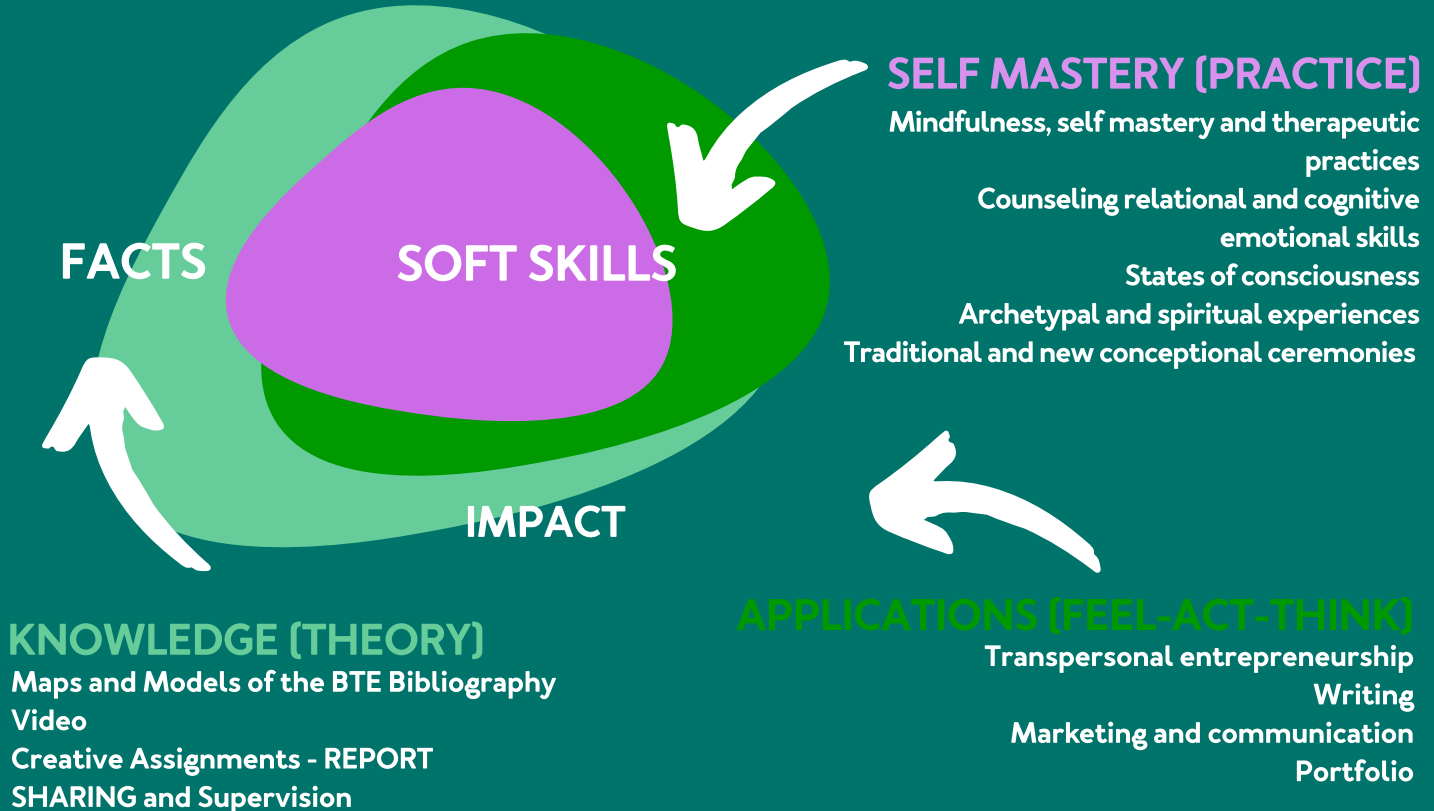 SELF MASTERY (PRACTICE)
Mindfulness, self mastery and therapeutic
practices
Counseling relational and cognitive
emotional skills
States of consciousness
Archetypal and spiritual experiences
Traditional and new conceptional ceremonies
FACTS
SOFT SKILLS
IMPACT
KNOWLEDGE (THEORY)
Maps and Models of the BTE Bibliography
Video
Creative Assignments - REPORT
SHARING and Supervision
APPLICATIONS (FEEL-ACT-THINK)
Transpersonal entrepreneurship
Writing
Marketing and communication
Portfolio